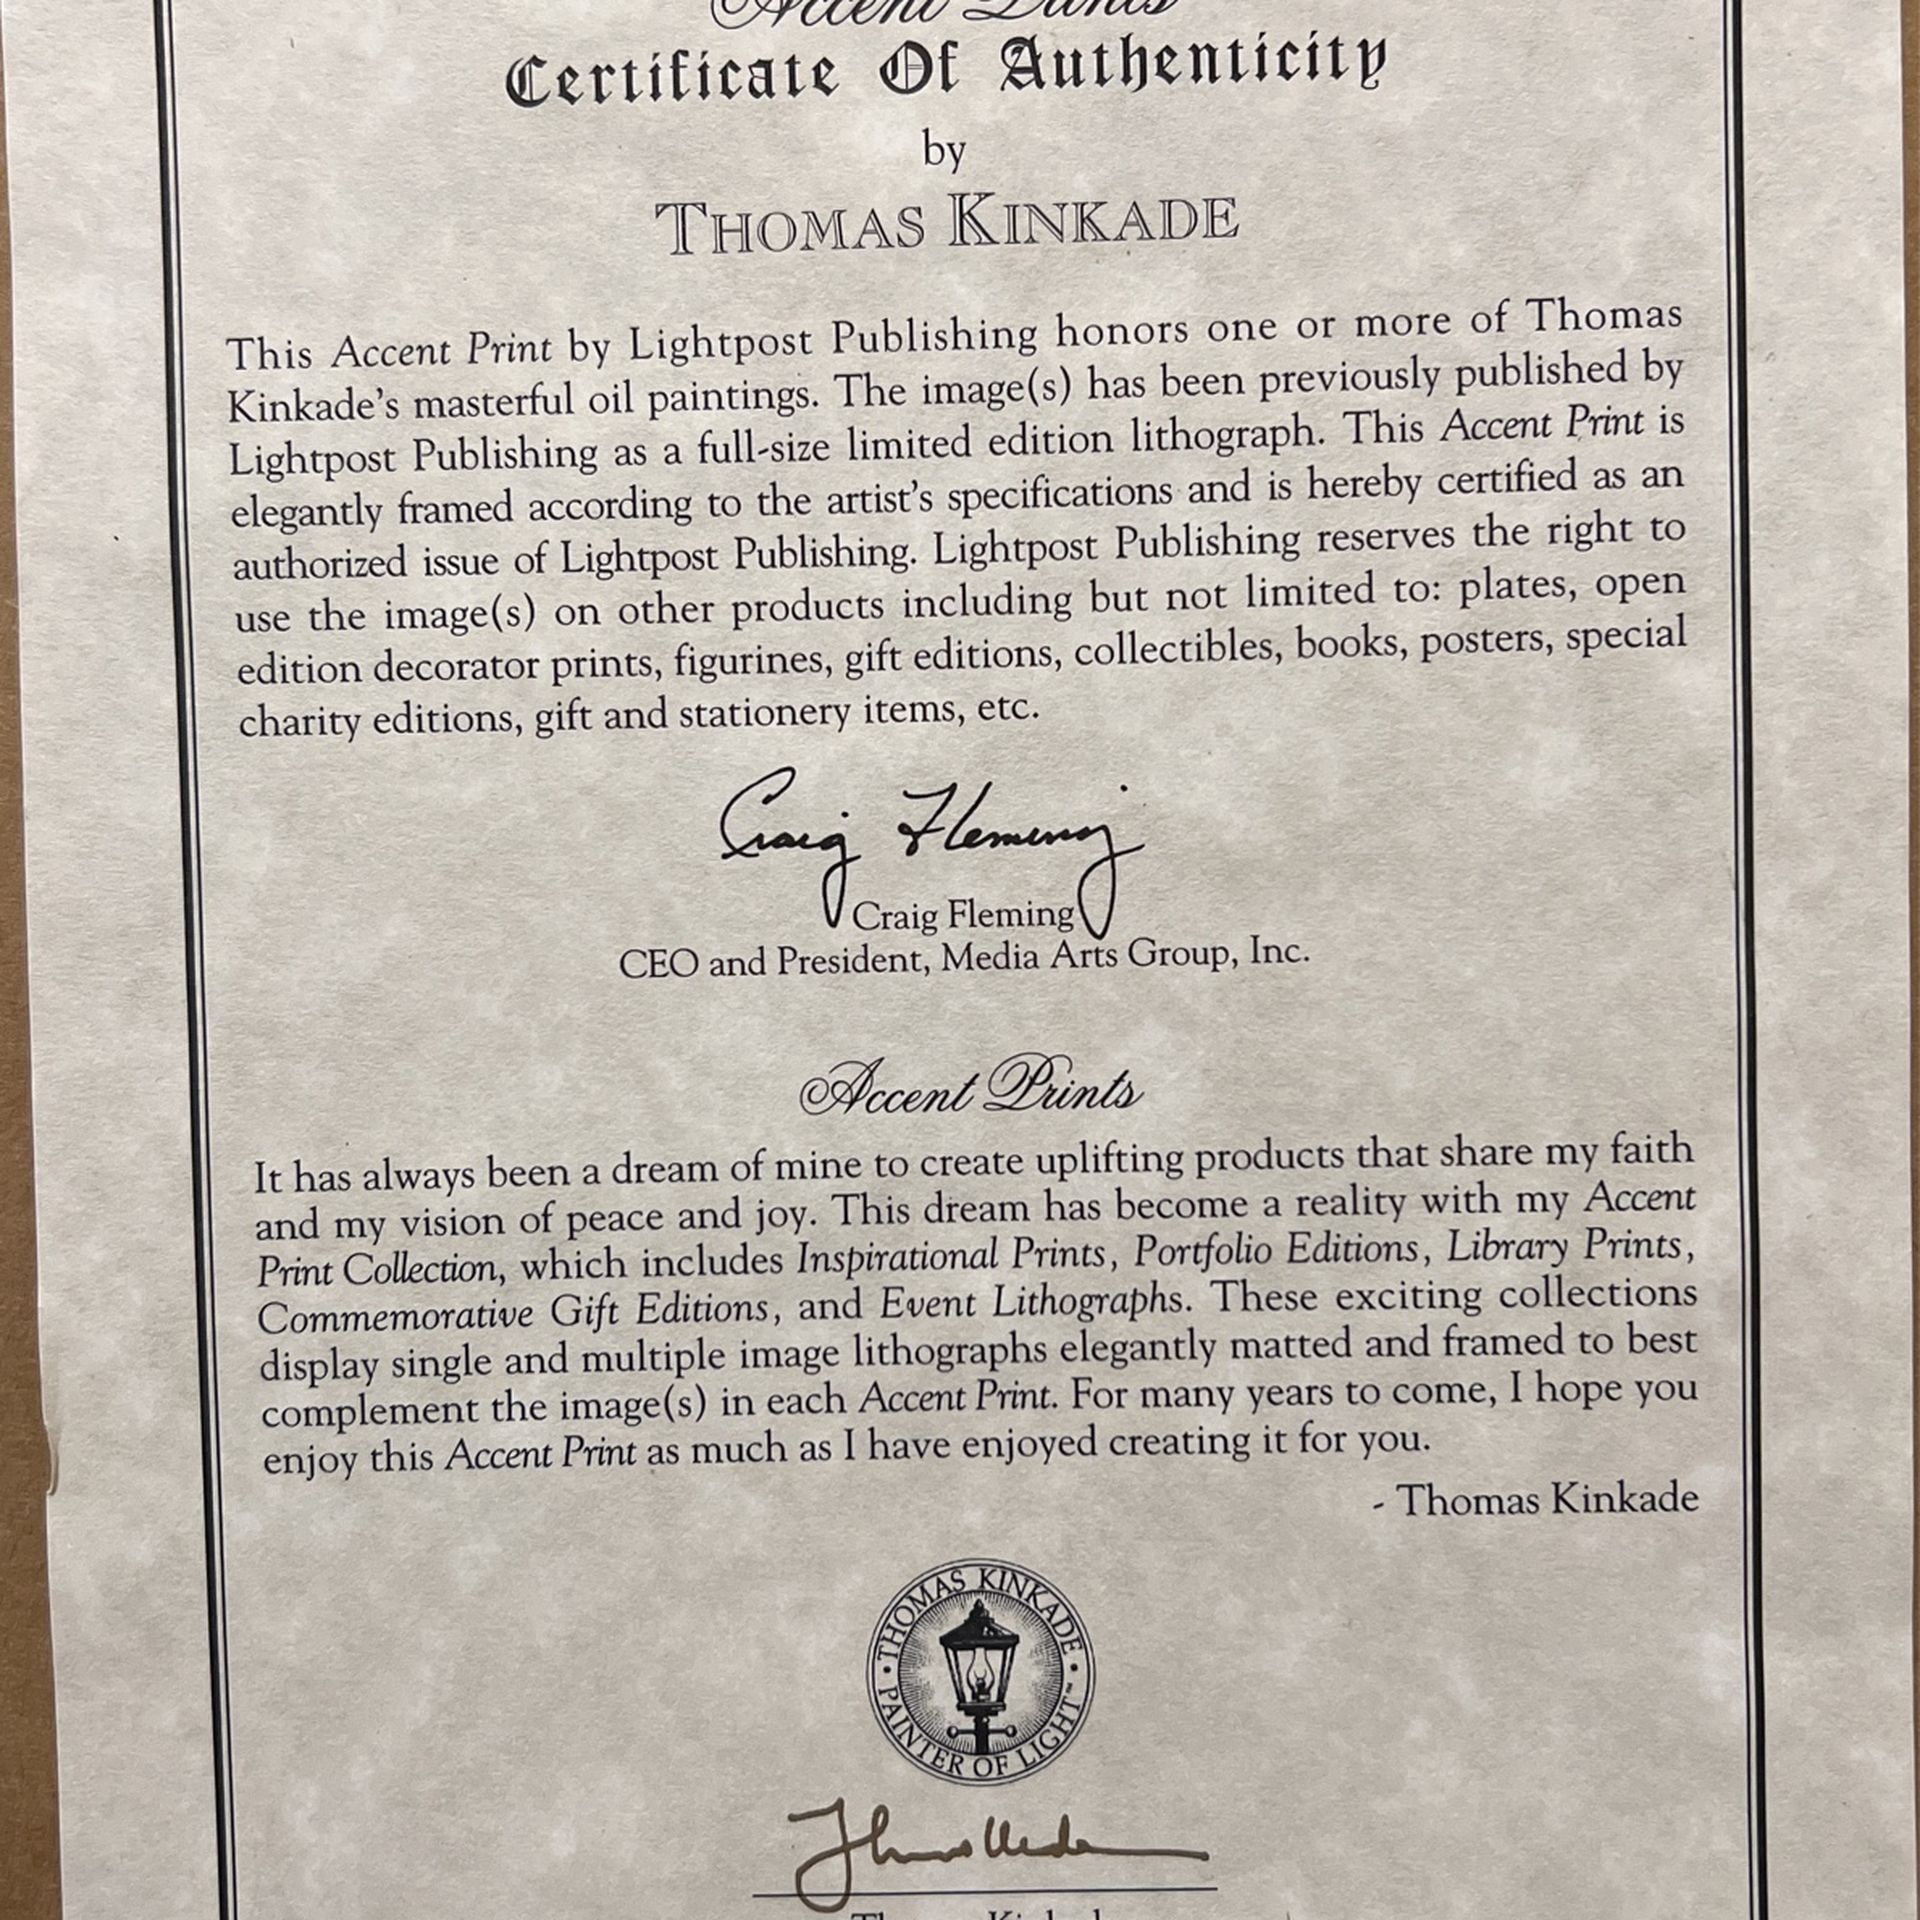 Accent Prints
Certificate Of Authenticity
by
THOMAS KINKADE
This Accent Print by Lightpost Publishing honors one or more of Thomas
Kinkade's masterful oil paintings. The image(s) has been previously published by
Lightpost Publishing as a full-size limited edition lithograph. This Accent Print is
elegantly framed according to the artist's specifications and is hereby certified as an
authorized issue of Lightpost Publishing. Lightpost Publishing reserves the right to
use the image(s) on other products including but not limited to: plates, open
edition decorator prints, figurines, gift editions, collectibles, books, posters, special
charity editions, gift and stationery items, etc.
Craig Fleming
Craig Fleming
CEO and President, Media Arts Group, Inc.
Accent Prints
It has always been a dream of mine to create uplifting products that share my faith
and my vision of peace and joy. This dream has become a reality with my Accent
Print Collection, which includes Inspirational Prints, Portfolio Editions, Library Prints,
Commemorative Gift Editions, and Event Lithographs. These exciting collections
display single and multiple image lithographs elegantly matted and framed to best
complement the image(s) in each Accent Print. For many years to come, I hope you
enjoy this Accent Print as much as I have enjoyed creating it for you.
- Thomas Kinkade
THOMAS KINKADE
• PAINTER OF LIGHT™ •
Thomas Kinkade